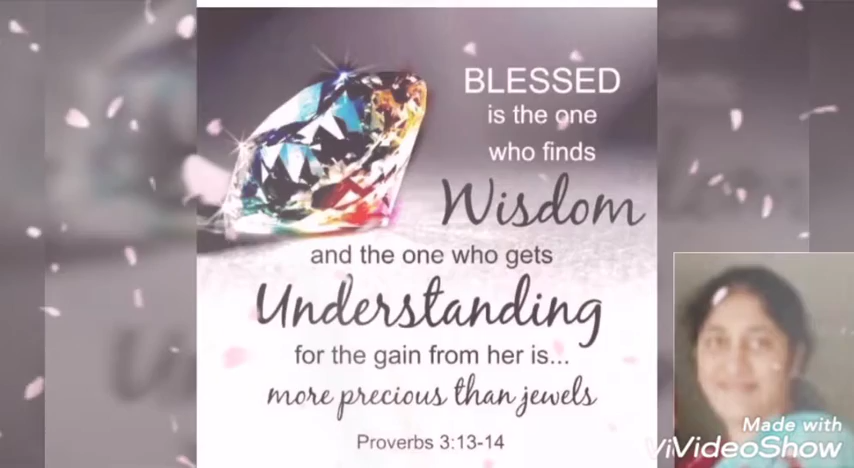 BLESSED
is the one
who finds
Wisdom
and the one who gets
Understanding
for the gain from her is...
more precious than jewels
Proverbs 3:13-14
Made with
ViVideoShow